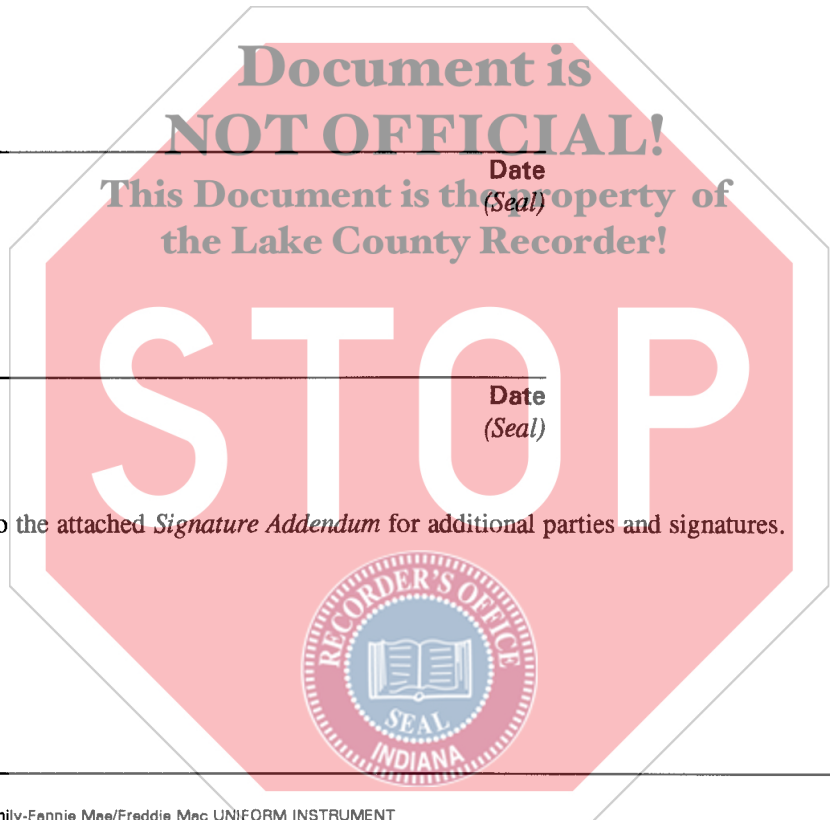 Document is
NOT OFFICIAL!
Date
This Document is the property of
(Seal)
the Lake County Recorder!
STOP
Date
(Seal)
the attached Signature Addendum for additional parties and signatures.
RECORDER'S OFFICE
SEAL
INDIANA
Fannie Mae/Freddie Mac UNIFORM INSTRUMENT